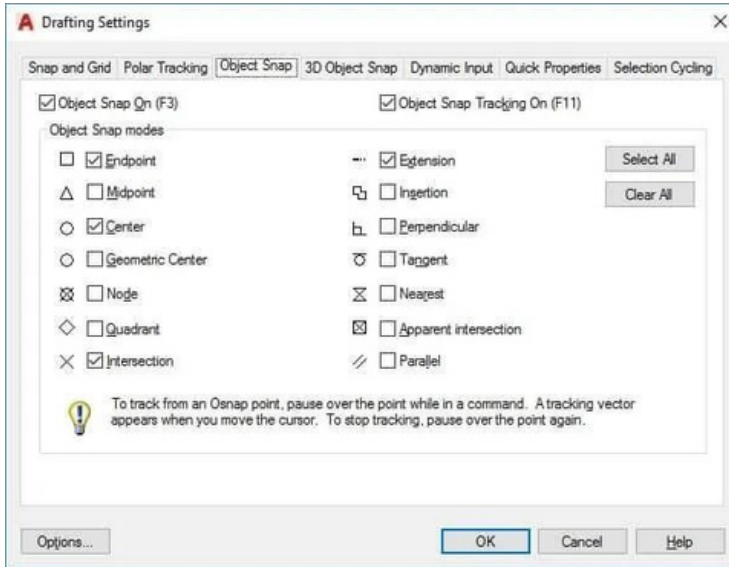 Drafting Settings
Snap and Grid Polar Tracking Object Snap 3D Object Snap Dynamic Input Quick Properties Selection Cycling
Object Snap On (F3) Object Snap Tracking On (F11)
Object Snap modes
Endpoint Extension Select All
Midpoint Insertion Clear All
Center Perpendicular
Geometric Center Tangent
Node Nearest
Quadrant Apparent intersection
Intersection Parallel
To track from an Osnap point, pause over the point while in a command. A tracking vector
appears when you move the cursor. To stop tracking, pause over the point again.
Options... OK Cancel Help